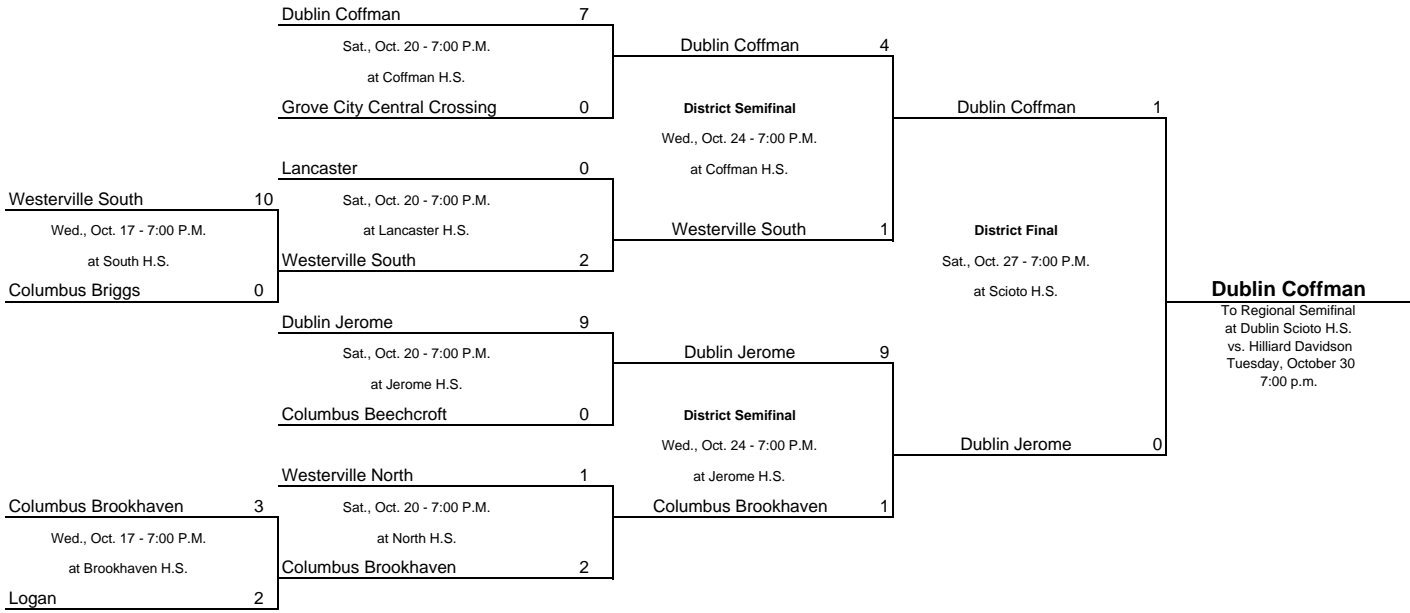 Dublin Coffman 7
Sat., Oct. 20 - 7:00 P.M.
Dublin Coffman 4
at Coffman H.S.
Grove City Central Crossing 0
District Semifinal
Dublin Coffman 1
Wed., Oct. 24 - 7:00 P.M.
Lancaster 0
at Coffman H.S.
Westerville South 10
Sat., Oct. 20 - 7:00 P.M.
Wed., Oct. 17 - 7:00 P.M.
at Lancaster H.S.
Westerville South 1
District Final
at South H.S.
Westerville South 2
Sat., Oct. 27 - 7:00 P.M.
Columbus Briggs 0
at Scioto H.S.
Dublin Coffman
To Regional Semifinal
at Dublin Scioto H.S.
vs. Hilliard Davidson
Tuesday, October 30
7:00 p.m.
Dublin Jerome 9
Sat., Oct. 20 - 7:00 P.M.
Dublin Jerome 9
at Jerome H.S.
Columbus Beechcroft 0
District Semifinal
Wed., Oct. 24 - 7:00 P.M.
Dublin Jerome 0
Westerville North 1
at Jerome H.S.
Columbus Brookhaven 3
Sat., Oct. 20 - 7:00 P.M.
Columbus Brookhaven 1
Wed., Oct. 17 - 7:00 P.M.
at North H.S.
at Brookhaven H.S.
Columbus Brookhaven 2
Logan 2